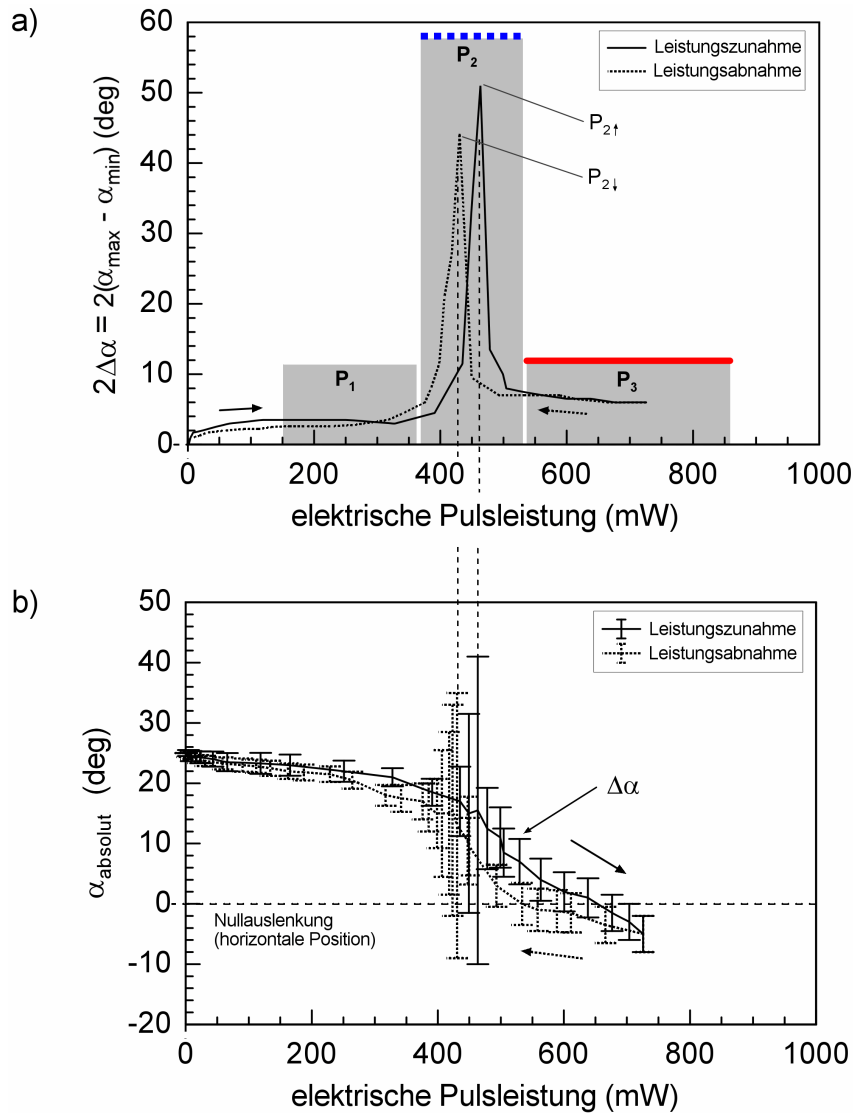 a)
60
50
40
30
20
10
0
2Δα = 2(αmax - αmin) (deg)
P2
Leistungszunahme
Leistungsabnahme
P2↑
P2↓
P1
P3
0 200 400 600 800 1000
elektrische Pulsleistung (mW)
b)
50
40
30
20
10
0
-10
-20
αabsolut (deg)
Leistungszunahme
Leistungsabnahme
Δα
Nullauslenkung
(horizontale Position)
0 200 400 600 800 1000
elektrische Pulsleistung (mW)